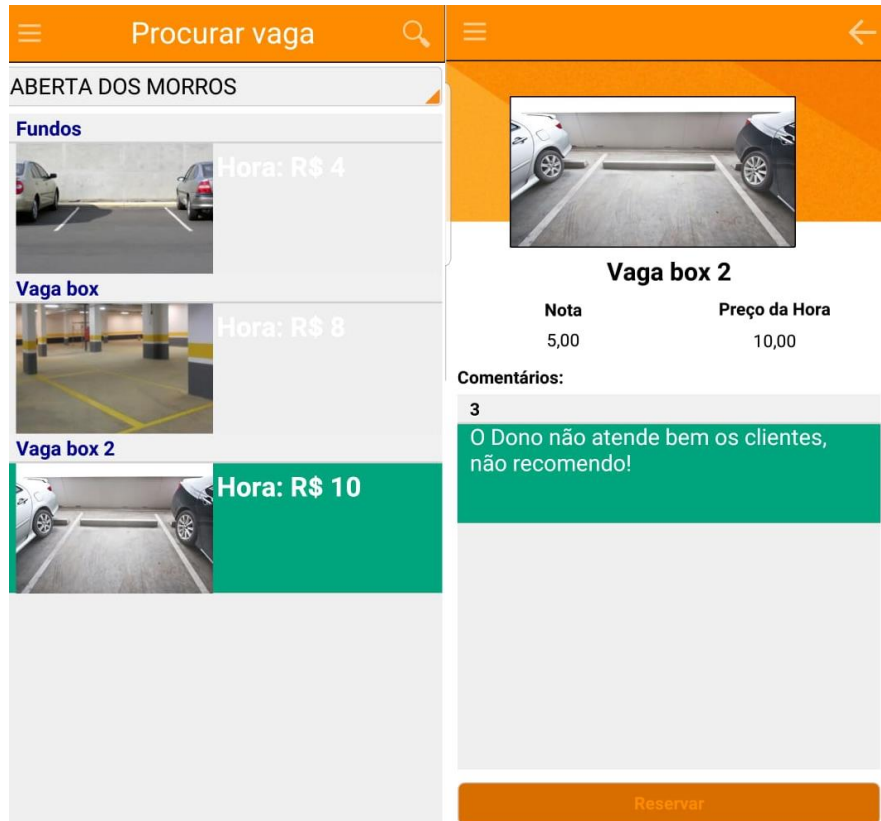 Procurar vaga
ABERTA DOS MORROS
Fundos
Hora: R$ 4
Vaga box
Hora: R$ 8
Vaga box 2
Hora: R$ 10
Vaga box 2
Nota
Preço da Hora
5,00
10,00
Comentários:
3
O Dono não atende bem os clientes,
não recomendo!
Reservar